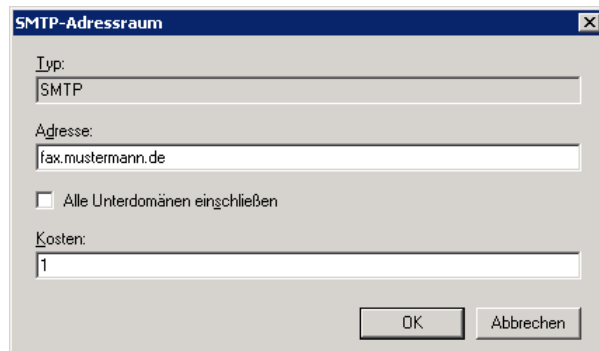 SMTP-Adressraum
Typ:
SMTP
Adresse:
fax.mustermann.de
Alle Unterdomänen einschließen
Kosten:
1
OK Abbrechen